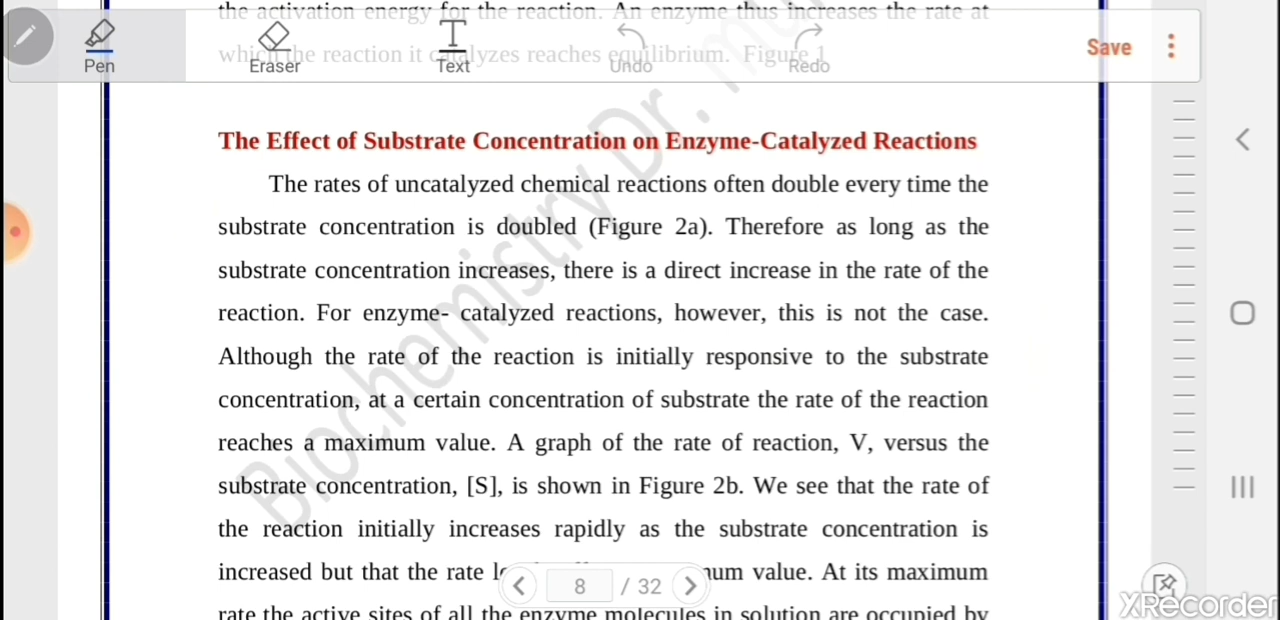 the activation energy for the reaction. An enzyme thus increases the rate at
which the reaction it catalyzes reaches equilibrium. Figure 1
Pen
Eraser
Text
Undo
Redo
Save
The Effect of Substrate Concentration on Enzyme-Catalyzed Reactions
The rates of uncatalyzed chemical reactions often double every time the
substrate concentration is doubled (Figure 2a). Therefore as long as the
substrate concentration increases, there is a direct increase in the rate of the
reaction. For enzyme- catalyzed reactions, however, this is not the case.
Although the rate of the reaction is initially responsive to the substrate
concentration, at a certain concentration of substrate the rate of the reaction
reaches a maximum value. A graph of the rate of reaction, V, versus the
substrate concentration, [S], is shown in Figure 2b. We see that the rate of
the reaction initially increases rapidly as the substrate concentration is
increased but that the rate value. At its maximum
rate the active sites of all the enzyme molecules in solution are occupied by
8 / 32
Biochemistry Dr.
XRecorder